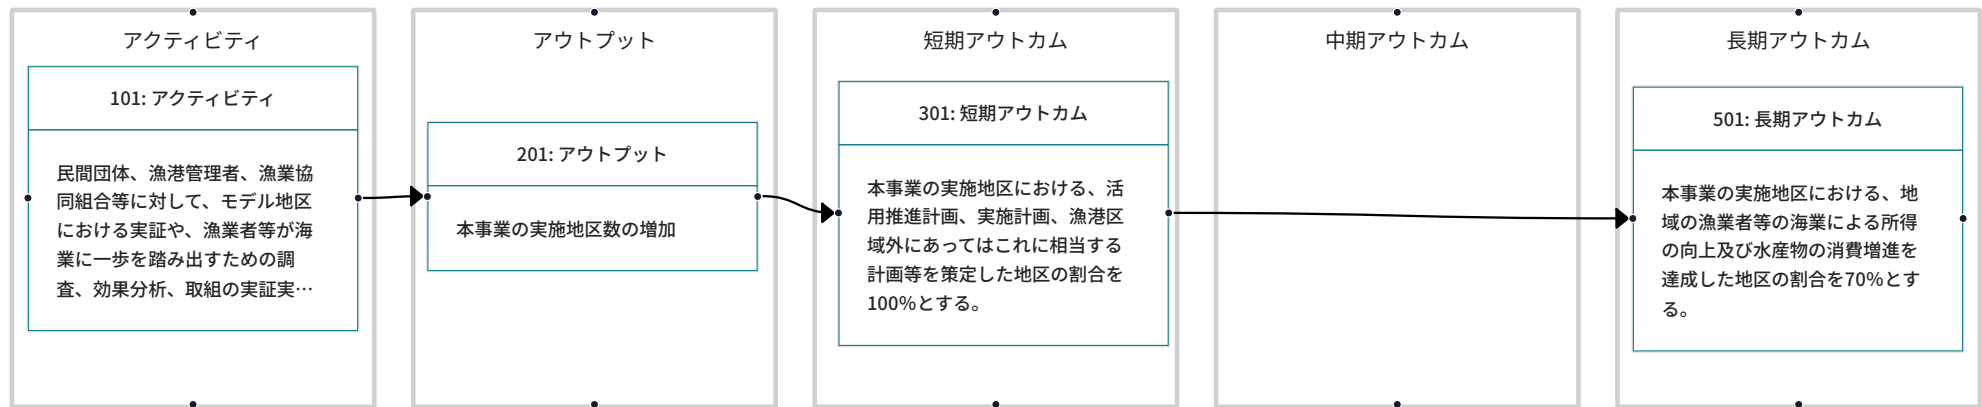 アクティビティ
101: アクティビティ
民間団体、漁港管理者、漁業協
同組合等に対して、モデル地区
における実証や、漁業者等が海
業に一歩を踏み出すための調
査、効果分析、取組の実証実…
アウトプット
201: アウトプット
本事業の実施地区数の増加
短期アウトカム
301: 短期アウトカム
本事業の実施地区における、活
用推進計画、実施計画、漁港区
域外にあってはこれに相当する
計画等を策定した地区の割合を
100％とする。
中期アウトカム
長期アウトカム
501: 長期アウトカム
本事業の実施地区における、地
域の漁業者等の海業による所得
の向上及び水産物の消費増進を
達成した地区の割合を70％とす
る。